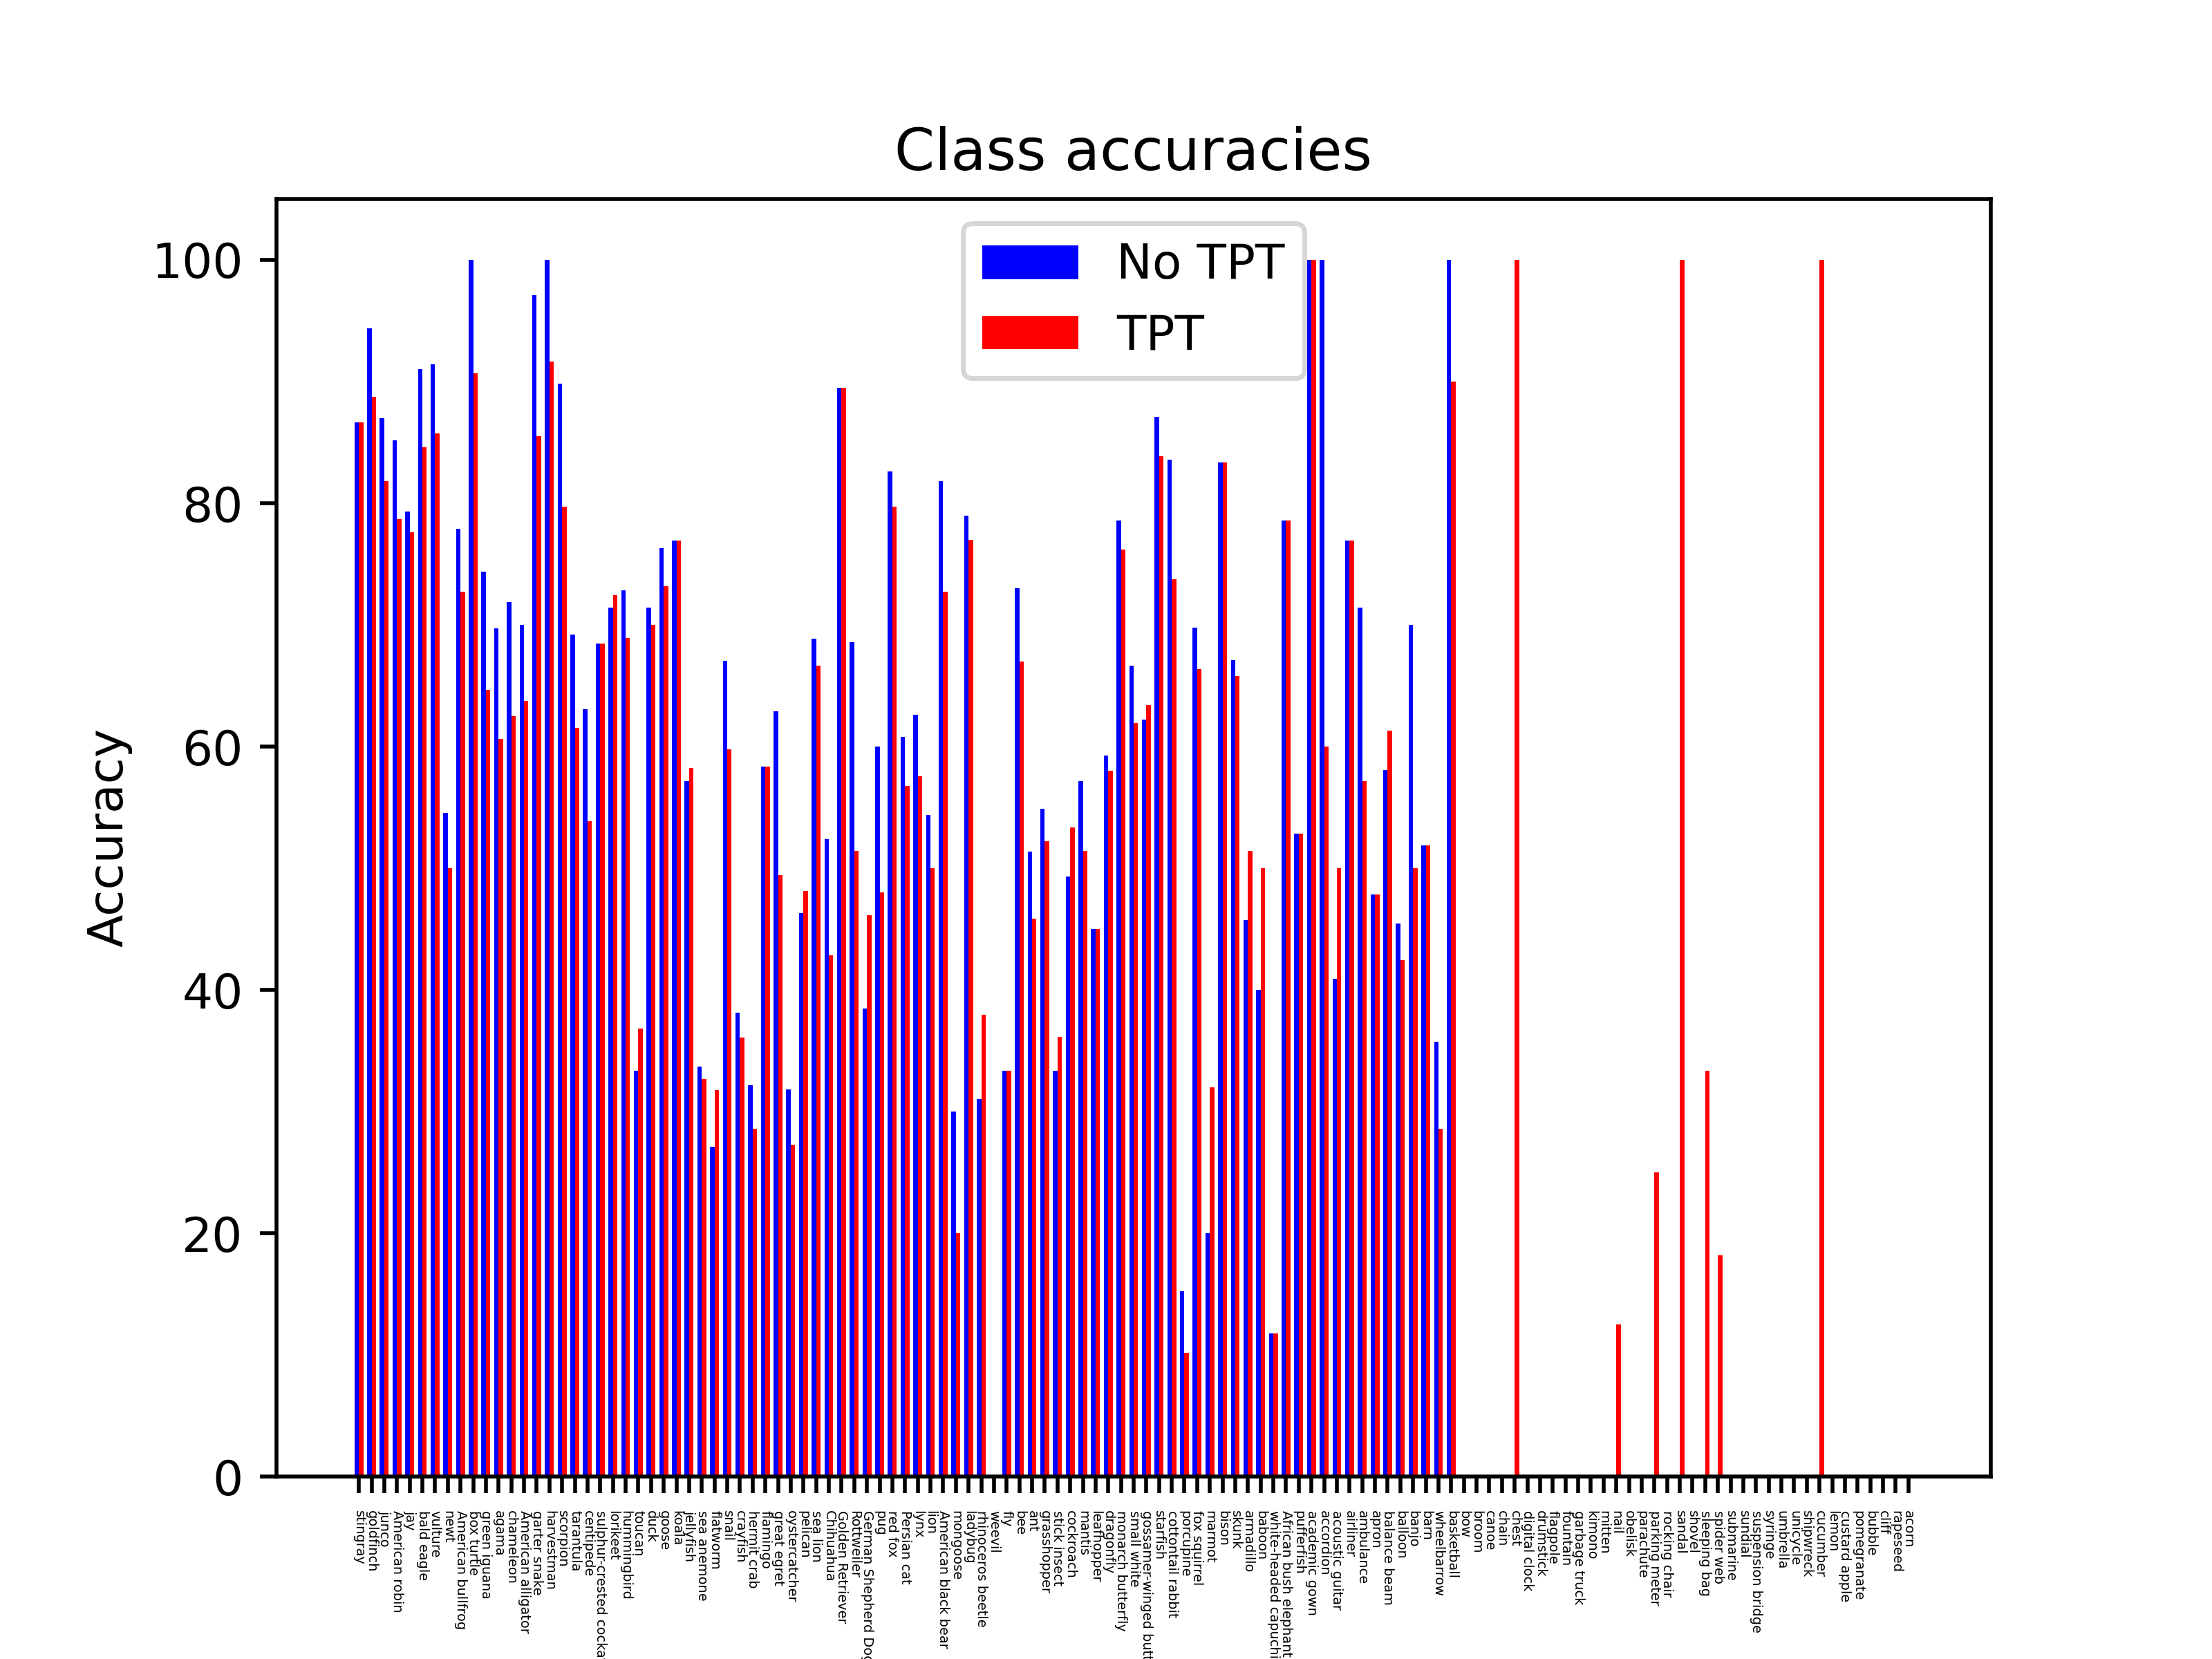 Class accuracies
No TPT
TPT
Accuracy
100
80
60
40
20
0
stingray
goldfinch
junco
American robin
jay
bald eagle
vulture
newt
American bullfrog
box turtle
green iguana
agama
chameleon
American alligator
garter snake
harvestman
scorpion
tarantula
centipede
sulphur-crested cocka
lorikeet
hummingbird
toucan
duck
goose
koala
jellyfish
sea anemone
flatworm
snail
crayfish
hermit crab
flamingo
great egret
oystercatcher
pelican
sea lion
Chihuahua
Golden Retriever
Rottweiler
German Shepherd Dog
pug
red fox
Persian cat
lynx
lion
American black bear
mongoose
ladybug
rhinoceros beetle
weevil
fly
bee
ant
grasshopper
stick insect
cockroach
mantis
leafhopper
dragonfly
monarch butterfly
small white
gossamer-winged butt
starfish
cottontail rabbit
porcupine
fox squirrel
marmot
bison
skunk
armadillo
baboon
white-headed capuchi
African bush elephant
pufferfish
academic gown
accordion
acoustic guitar
airliner
ambulance
apron
balance beam
balloon
banjo
barn
wheelbarrow
basketball
bow
broom
canoe
chain
chest
digital clock
drumstick
flagpole
fountain
garbage truck
kimono
mitten
nail
obelisk
parachute
parking meter
rocking chair
sandal
shovel
sleeping bag
spider web
submarine
sundial
suspension bridge
syringe
umbrella
unicycle
shipwreck
cucumber
lemon
custard apple
pomegranate
bubble
cliff
rapeseed
acorn